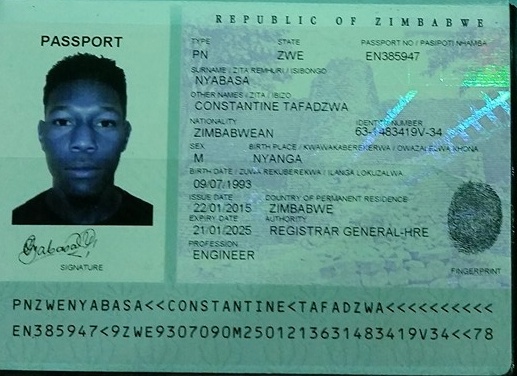 REPUBLIC OF ZIMBABWE
PASSPORT
TYPE STATE PASSPORT NO / PASIPOTI NHAMBA
PN ZWE EN385947
SURNAME / ZITA REMHURI / ISIBONGO
NYABASA
OTHER NAMES / ZITA / IBIZO
CONSTANTINE TAFADZWA
NATIONALITY IDENTITY NUMBER
ZIMBABWEAN 63-1483419V-34
SEX BIRTH PLACE / KWAWAKABEREKERWA / OWAZALELWA KHONA
M NYANGA
BIRTH DATE / ZUVA REKUBEREKWA / ILANGA LOKUZALWA
09/07/1993
ISSUE DATE COUNTRY OF PERMANENT RESIDENCE
22/01/2015 ZIMBABWE
EXPIRY DATE AUTHORITY
21/01/2025 REGISTRAR GENERAL-HRE
PROFESSION
ENGINEER
SIGNATURE
FINGERPRINT
PNZWENYABASA<<CONSTANTINE<TAFADZWA<<<<<<<<<<
EN385947<9ZWE9307090M2501213631483419V34<<78